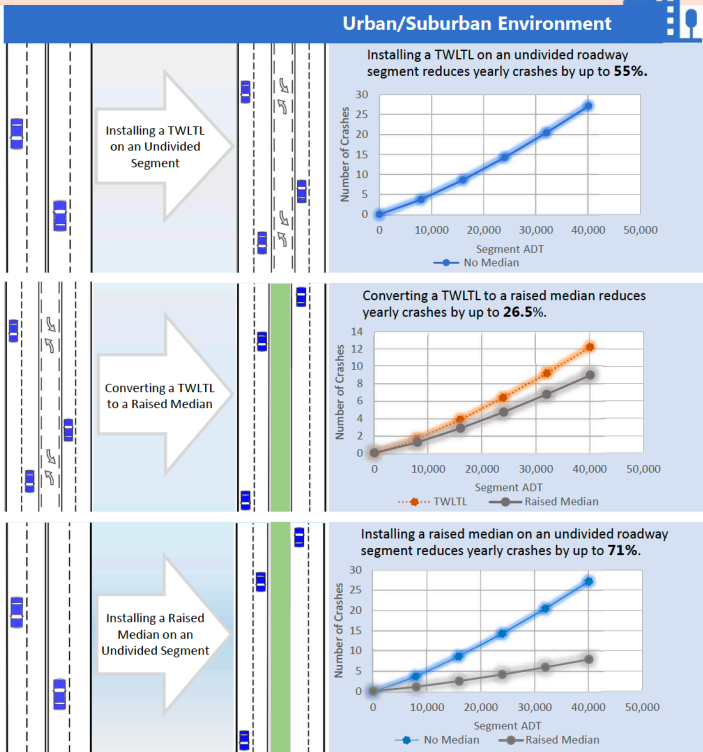 Urban/Suburban Environment
Installing a TWLTL
on an Undivided
Segment
Installing a TWLTL on an undivided roadway
segment reduces yearly crashes by up to 55%.
Number of Crashes
30
25
20
15
10
5
0
0 10,000 20,000 30,000 40,000 50,000
Segment ADT
No Median
Converting a TWLTL
to a Raised Median
Converting a TWLTL to a raised median reduces
yearly crashes by up to 26.5%.
Number of Crashes
14
12
10
8
6
4
2
0
0 10,000 20,000 30,000 40,000 50,000
Segment ADT
TWLTL Raised Median
Installing a Raised
Median on an
Undivided Segment
Installing a raised median on an undivided roadway
segment reduces yearly crashes by up to 71%.
Number of Crashes
30
25
20
15
10
5
0
0 10,000 20,000 30,000 40,000 50,000
Segment ADT
No Median Raised Median